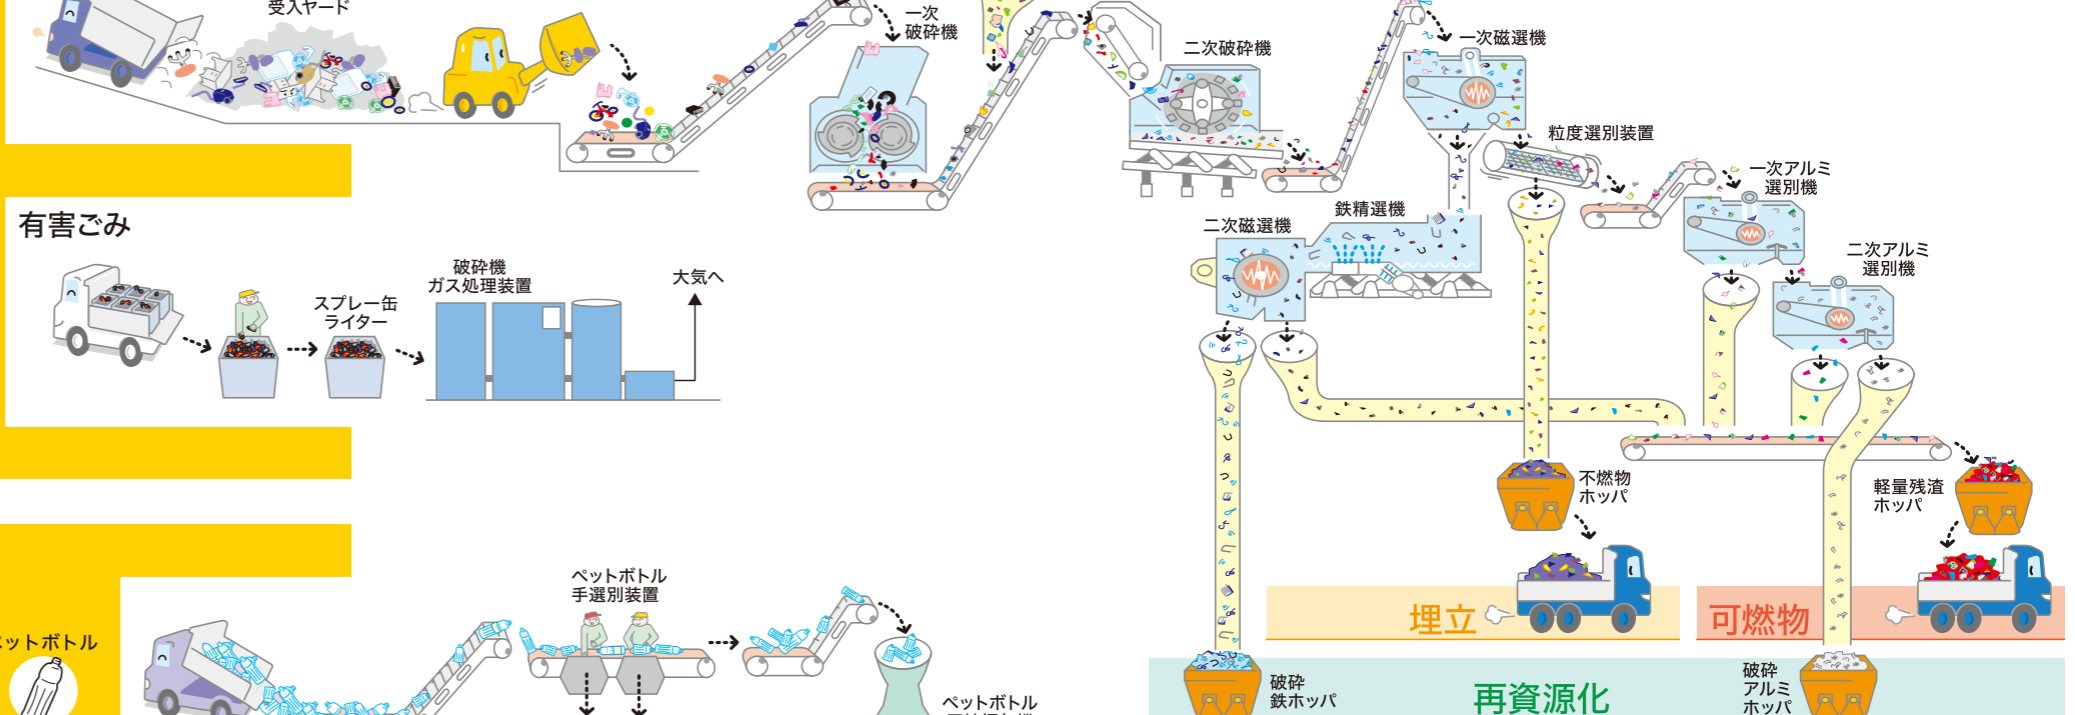 受入ヤード
一次
破砕機
二次破砕機
一次磁選機
粒度選別装置
一次アルミ
選別機
二次アルミ
選別機
鉄精選機
二次磁選機
有害ごみ
スプレー缶
ライター
破砕機
ガス処理装置
大気へ
不燃物
ホッパ
軽量残渣
ホッパ
埋立
可燃物
ペットボトル
手選別装置
ットボトル
ペットボトル
破砕
鉄ホッパ
再資源化
破砕
アルミ
ホッパ